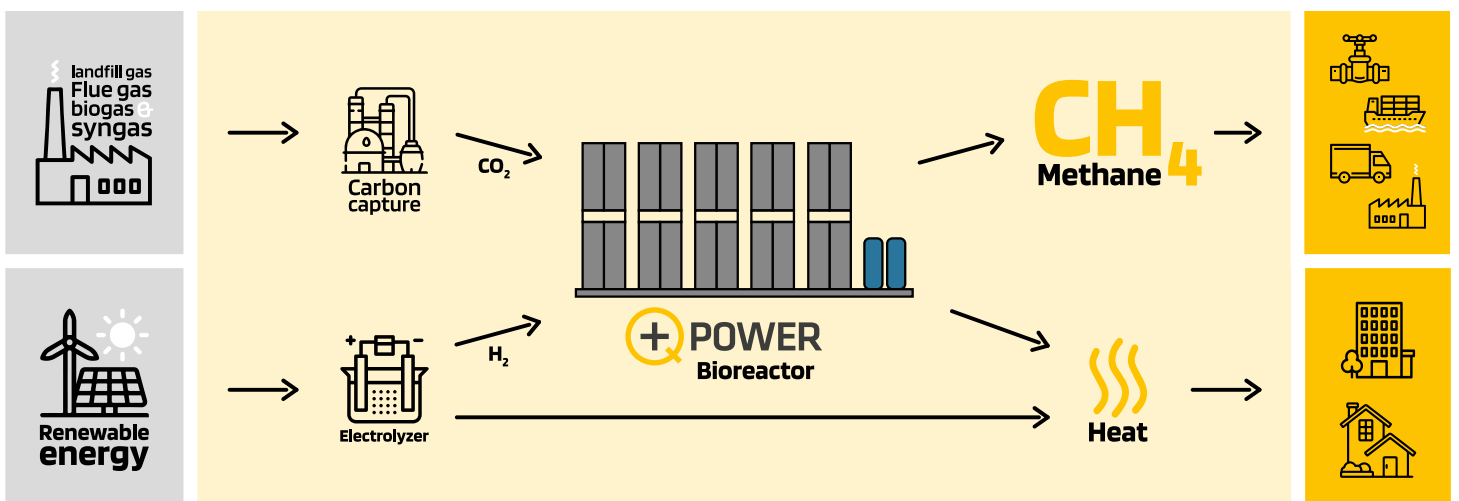 landfill gas
Flue gas
biogas &
syngas
Carbon
capture
CO₂
CH₄
Methane
Renewable
energy
+ -
Electrolyzer
H₂
Q+ POWER
Bioreactor
Heat